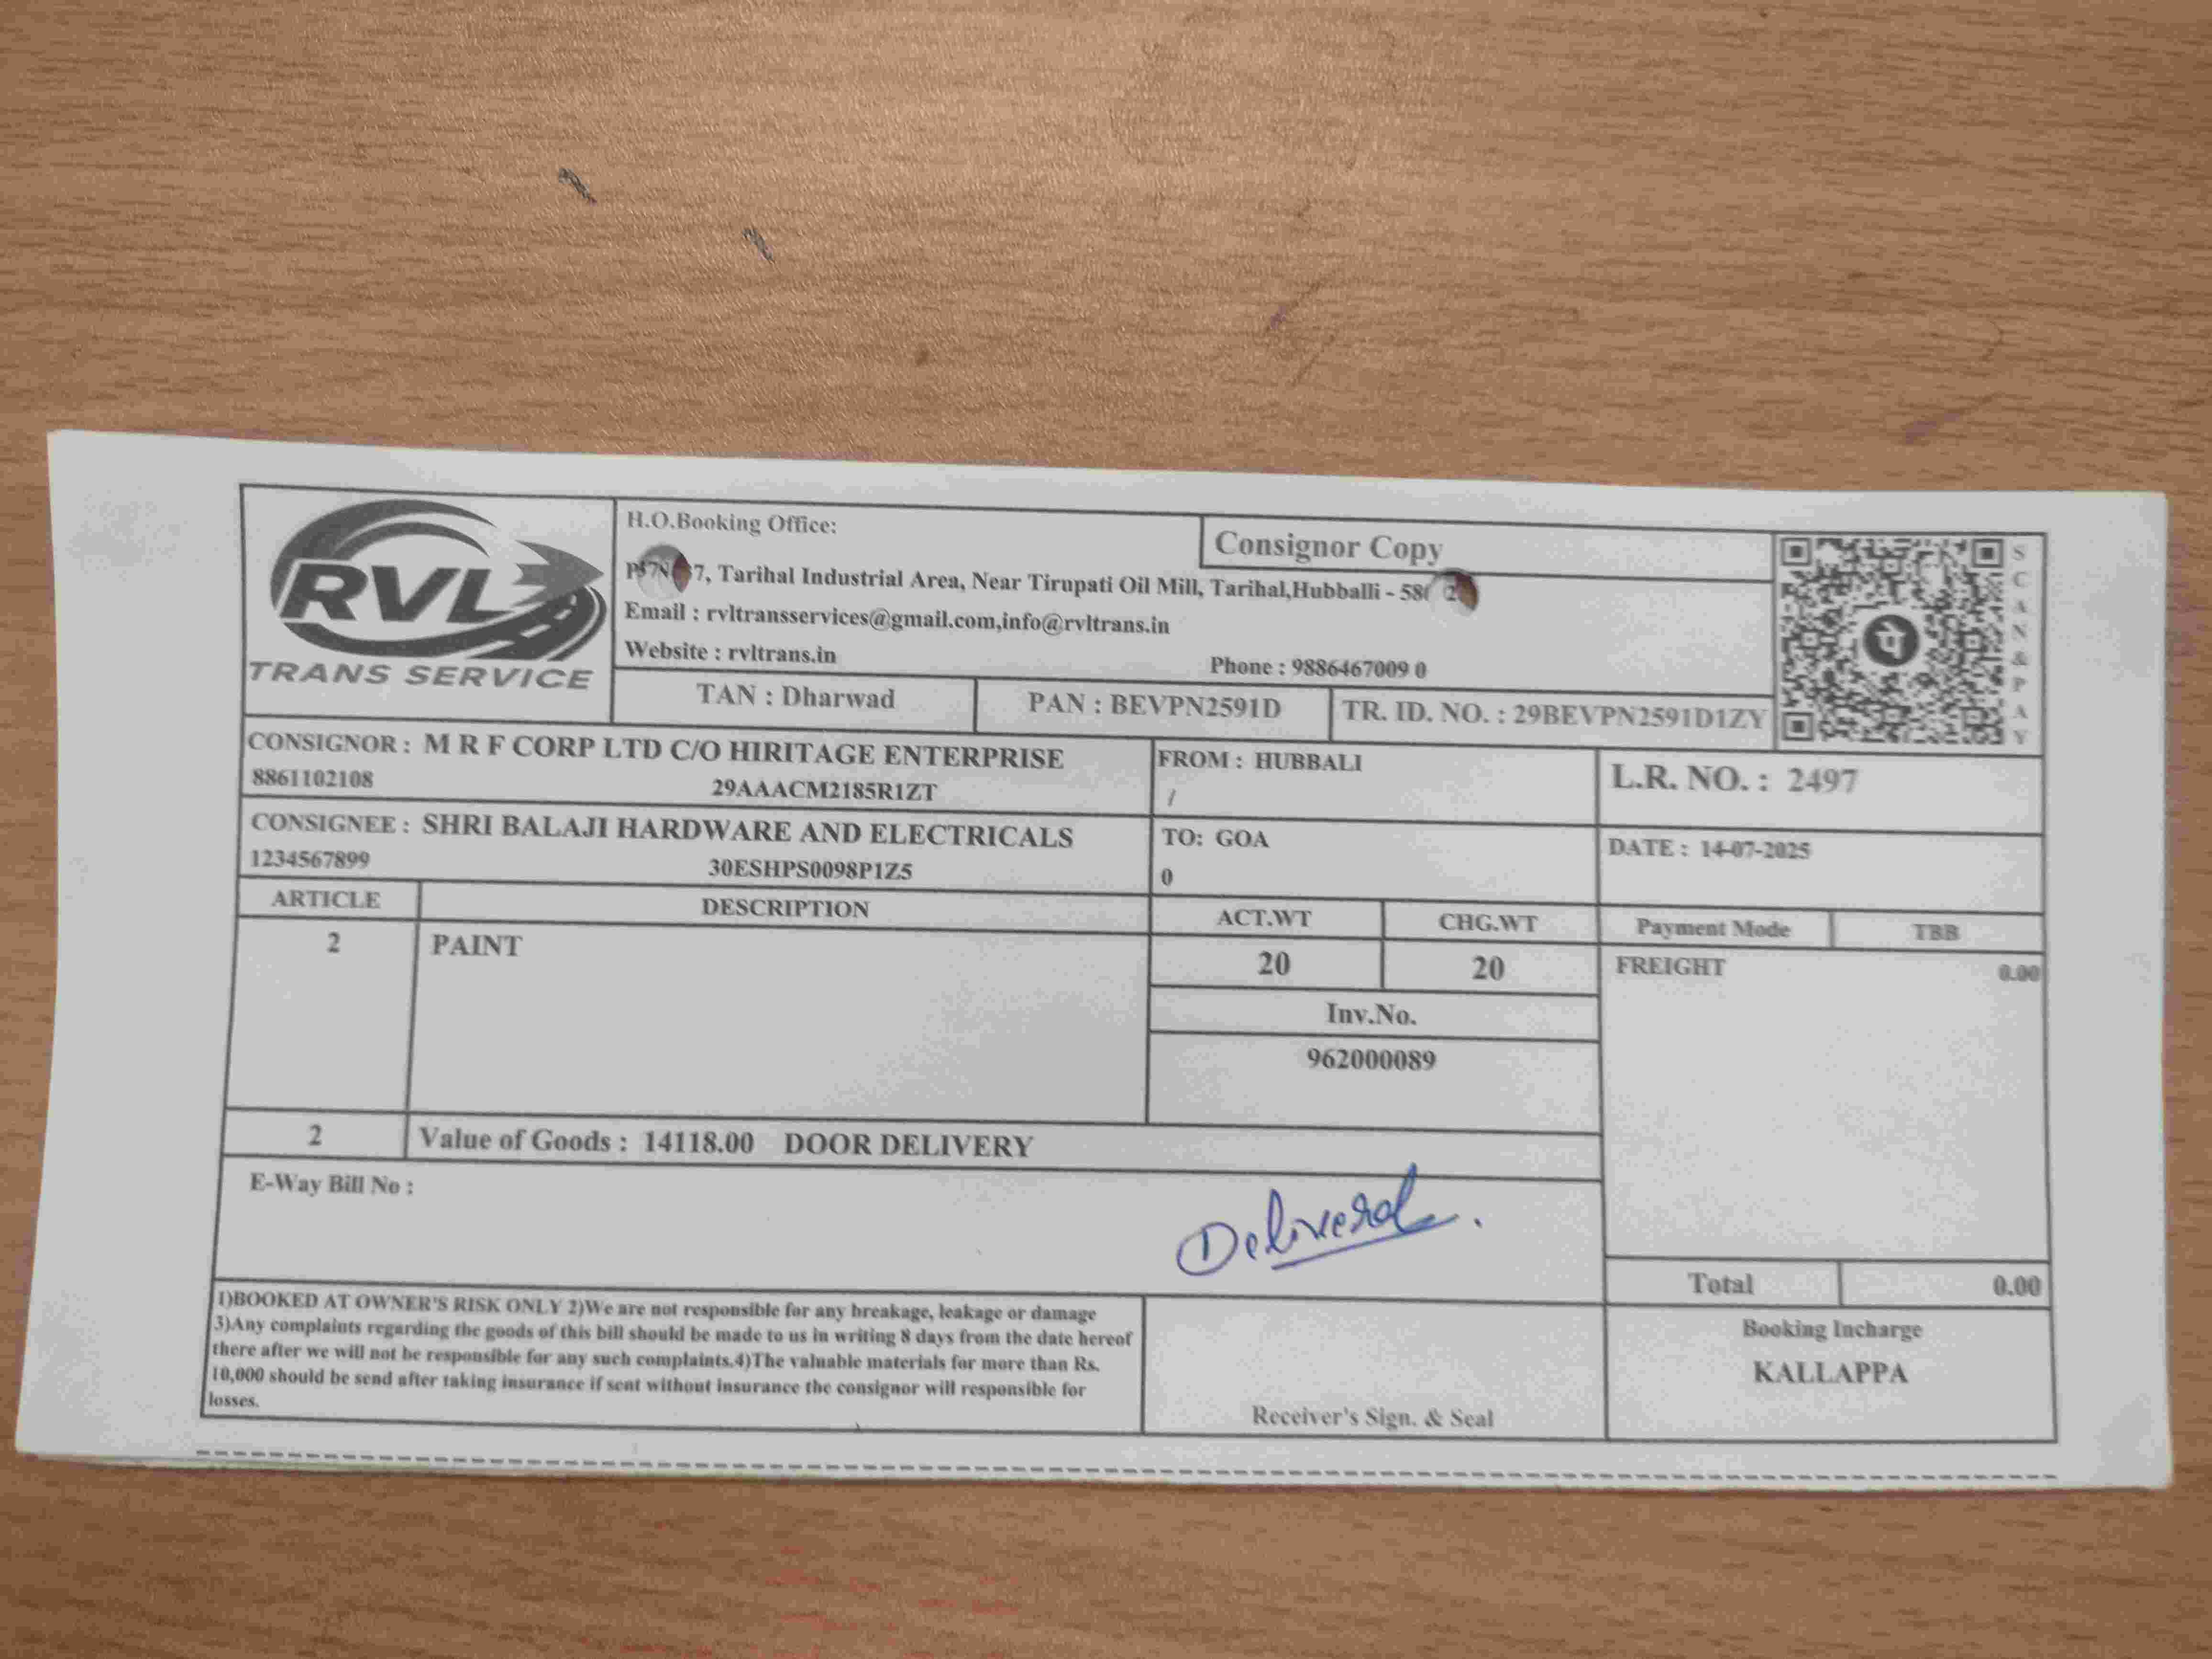 RVL
TRANS SERVICE
H.O.Booking Office:
Consignor Copy
7, Tarihal Industrial Area, Near Tirupati Oil Mill, Tarihal,Hubballi -
Email : rvltransservices@gmail.com,info@rvltrans.in
Website : rvltrans.in
Phone : 9886467009 0
TAN : Dharwad
PAN : BEVPN2591D
TR. ID. NO. : 29BEVPN2591D1ZY
SCAN&PAY
CONSIGNOR : M R F CORP LTD C/O HIRITAGE ENTERPRISE
8861102108 29AAACM2185R1ZT
FROM : HUBBALI
/
L.R. NO. : 2497
CONSIGNEE : SHRI BALAJI HARDWARE AND ELECTRICALS
1234567899 30ESHPS0098P1Z5
TO: GOA
0
DATE : 14-07-2025
ARTICLE DESCRIPTION ACT.WT CHG.WT Payment Mode TBB
2 PAINT 20 20 FREIGHT 0.00
Inv.No.
962000089
2 Value of Goods : 14118.00 DOOR DELIVERY
E-Way Bill No :
Deliverd.
Total 0.00
1)BOOKED AT OWNER'S RISK ONLY 2)We are not responsible for any breakage, leakage or damage
3)Any complaints regarding the goods of this bill should be made to us in writing 8 days from the date hereof
there after we will not be responsible for any such complaints.4)The valuable materials for more than Rs.
10,000 should be send after taking insurance if sent without insurance the consignor will responsible for
losses.
Receiver's Sign. & Seal
Booking Incharge
KALLAPPA